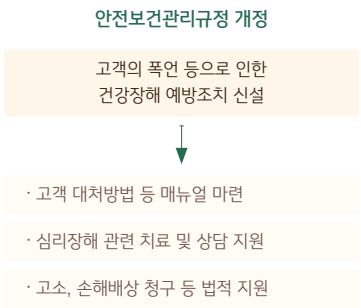 안전보건관리규정 개정
고객의 폭언 등으로 인한
건강장해 예방조치 신설
· 고객 대처방법 등 매뉴얼 마련
· 심리장해 관련 치료 및 상담 지원
· 고소, 손해배상 청구 등 법적 지원